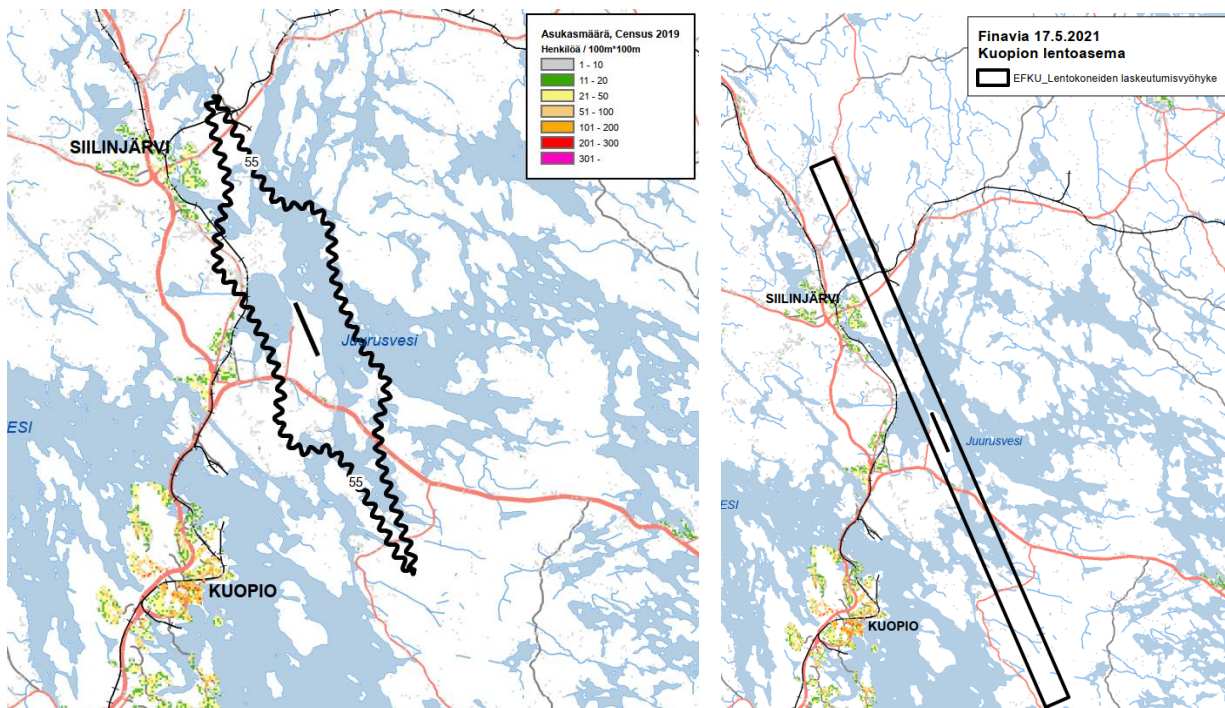 Asukasmäärä, Census 2019
Henkilöä / 100m*100m
1 - 10
11 - 20
21 - 50
51 - 100
101 - 200
201 - 300
301 -
SIILINJÄRVI
55
Juurusvesi
ESI
55
KUOPIO
Finavia 17.5.2021
Kuopion lentoasema
EFKU_Lentokoneiden laskeutumisvyöhyke
SIILINJÄRVI
Juurusvesi
ESI
KUOPIO